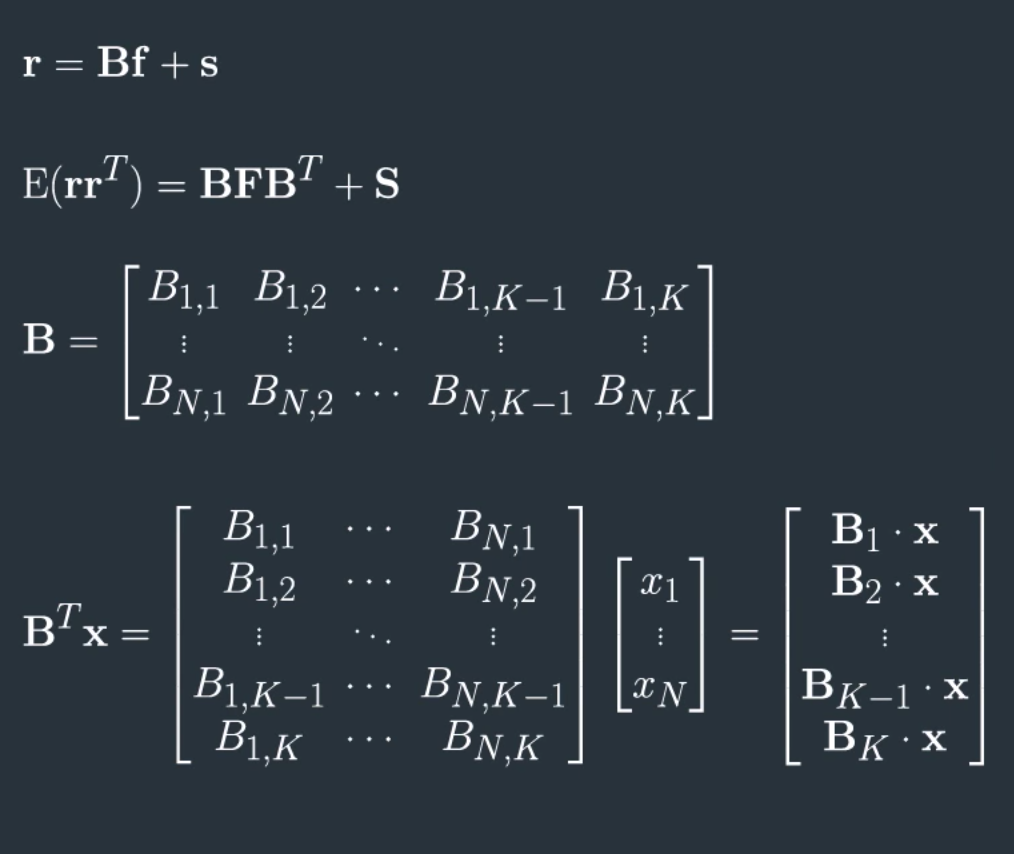 r = Bf + s
E(rr^T) = BFB^T + S
B = [ B_{1,1} B_{1,2} ⋯ B_{1,K−1} B_{1,K} ; ⋮ ⋮ ⋱ ⋮ ⋮ ; B_{N,1} B_{N,2} ⋯ B_{N,K−1} B_{N,K} ]
B^T x = [ B_{1,1} ⋯ B_{N,1} ; B_{1,2} ⋯ B_{N,2} ; ⋮ ⋱ ⋮ ; B_{1,K−1} ⋯ B_{N,K−1} ; B_{1,K} ⋯ B_{N,K} ] [ x_1 ; ⋮ ; x_N ] = [ B_1 · x ; B_2 · x ; ⋮ ; B_{K−1} · x ; B_K · x ]